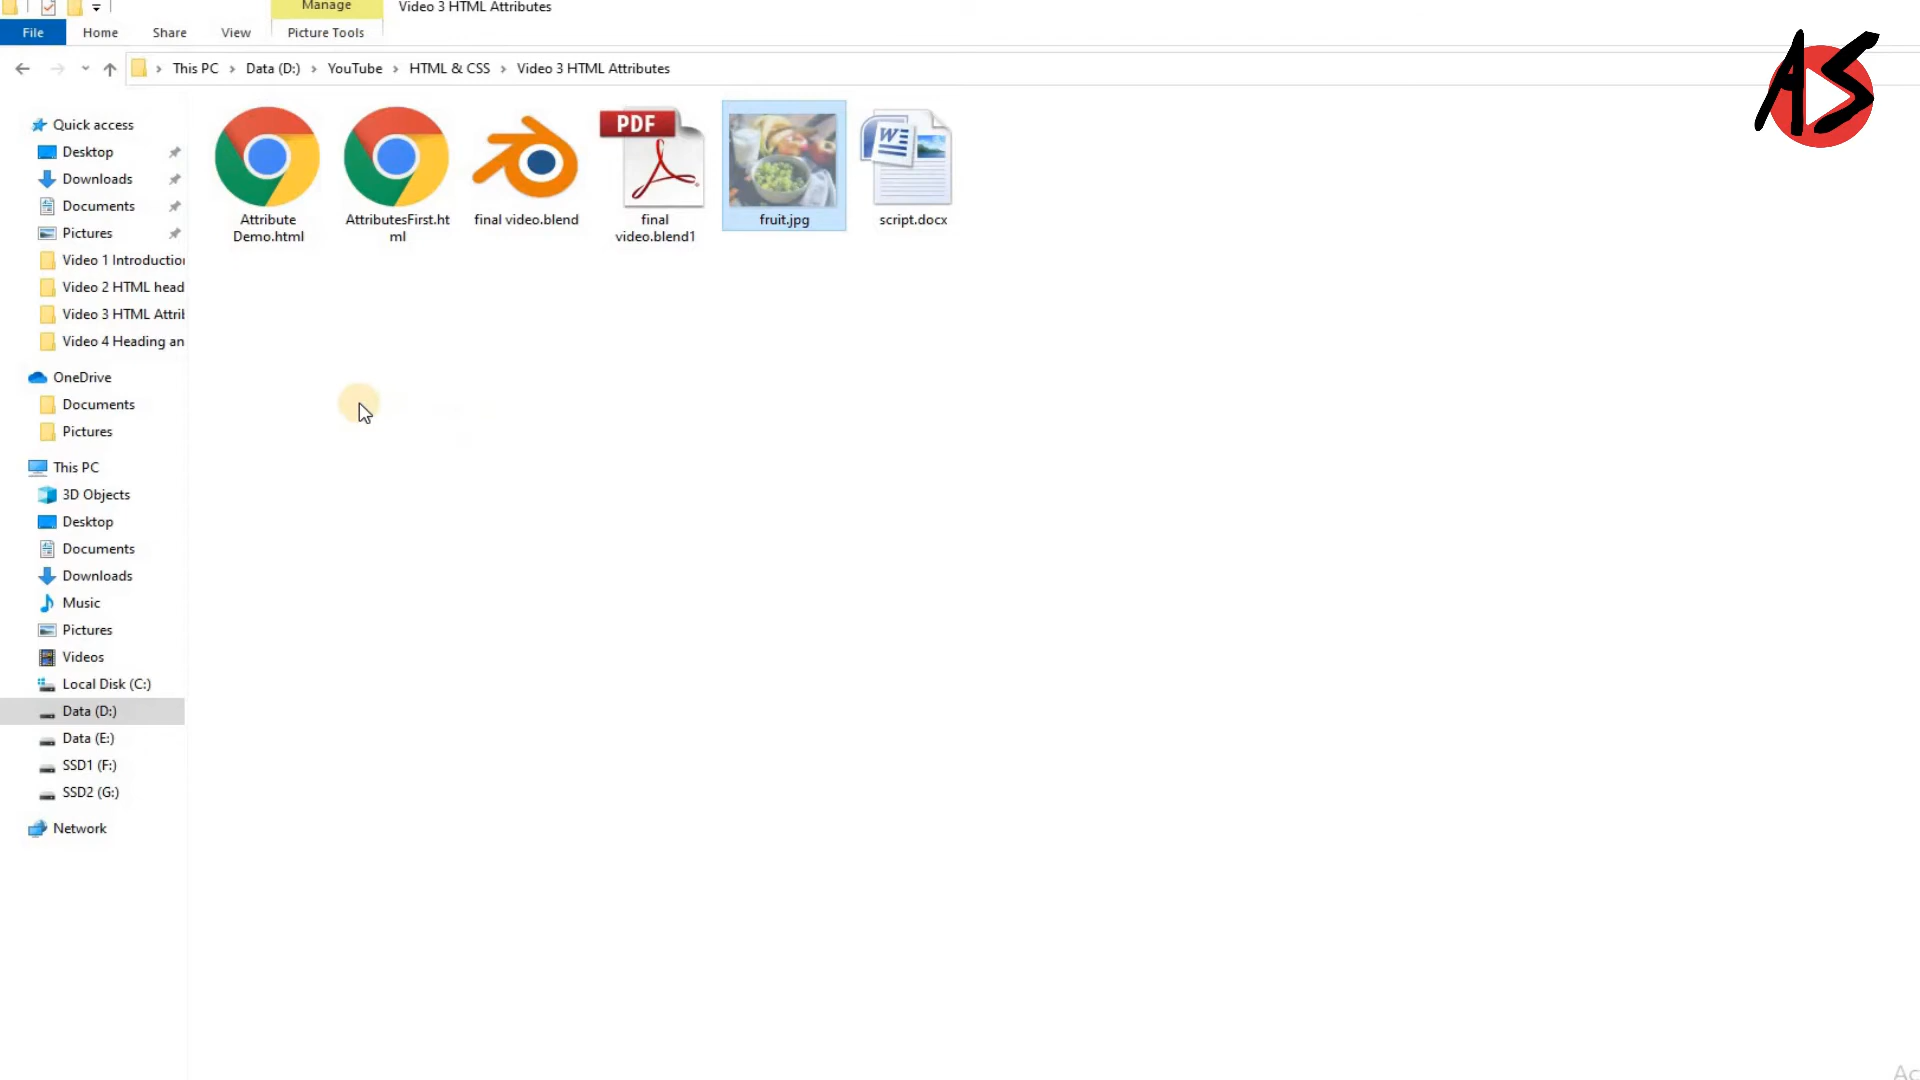 Manage
Video 3 HTML Attributes
File
Home
Share
View
Picture Tools
This PC
Data (D:)
YouTube
HTML & CSS
Video 3 HTML Attributes
AS
Quick access
Desktop
Downloads
Documents
Pictures
Video 1 Introduction
Video 2 HTML head
Video 3 HTML Attrib
Video 4 Heading an
OneDrive
Documents
Pictures
This PC
3D Objects
Desktop
Documents
Downloads
Music
Pictures
Videos
Local Disk (C:)
Data (D:)
Data (E:)
SSD1 (F:)
SSD2 (G:)
Network
Attribute
Demo.html
AttributesFirst.ht
ml
final video.blend
PDF
final
video.blend1
fruit.jpg
W
script.docx
Ac